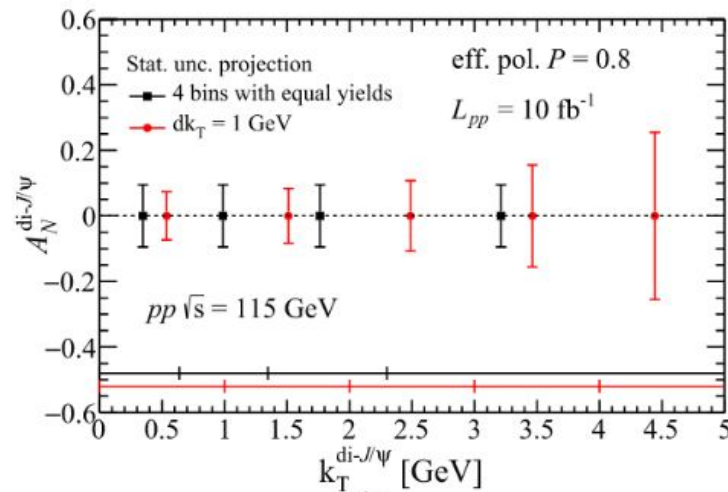 0.6
0.4
0.2
0
−0.2
−0.4
−0.6
A_N^{di-J/ψ}
Stat. unc. projection
4 bins with equal yields
dk_T = 1 GeV
eff. pol. P = 0.8
L_{pp} = 10 fb^{-1}
pp √s = 115 GeV
0 0.5 1 1.5 2 2.5 3 3.5 4 4.5 5
k_T^{di-J/ψ} [GeV]